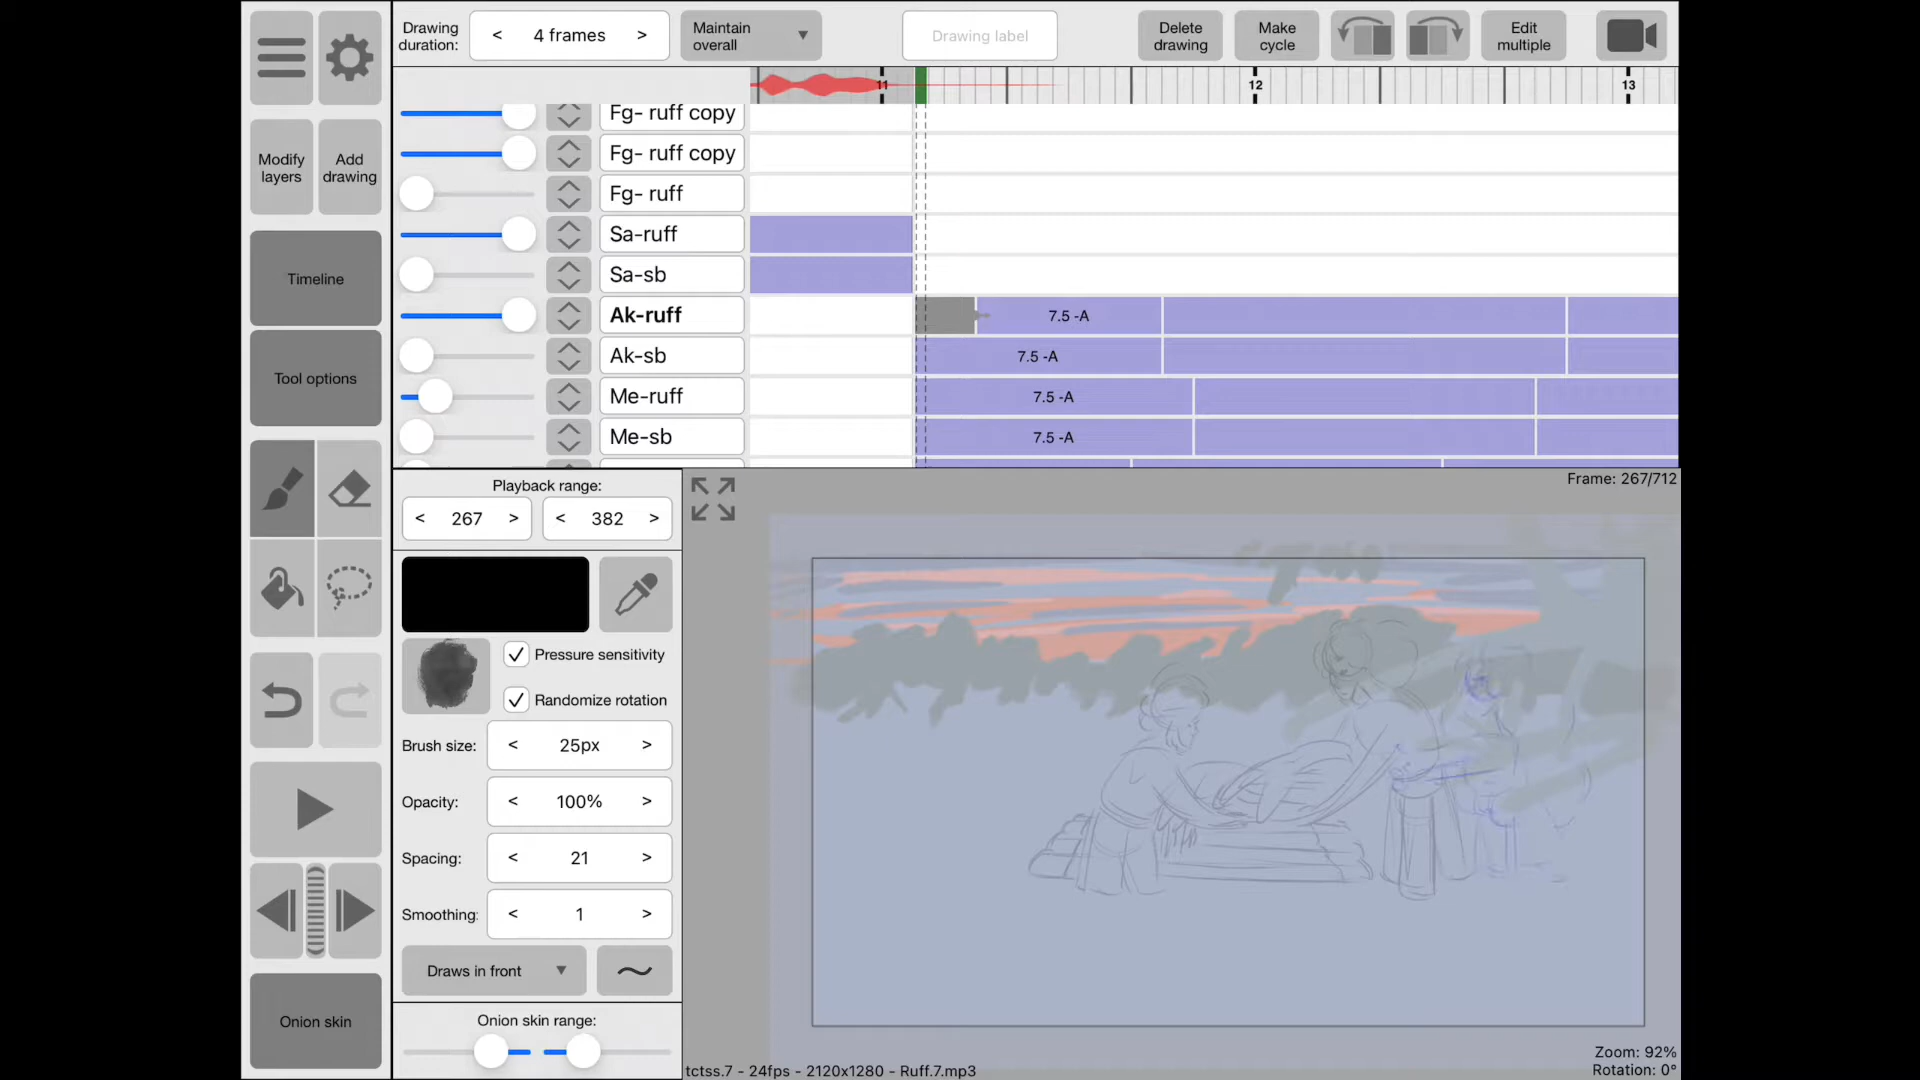 Drawing
duration:
< 4 frames >
Maintain
overall
Drawing label
Delete
drawing
Make
cycle
Edit
multiple
11
12
13
Modify
layers
Add
drawing
Timeline
Tool options
Onion skin
Fg- ruff copy
Fg- ruff copy
Fg- ruff
Sa-ruff
Sa-sb
Ak-ruff
7.5 -A
Ak-sb
7.5 -A
Me-ruff
7.5 -A
Me-sb
7.5 -A
Playback range:
< 267 >
< 382 >
Pressure sensitivity
Randomize rotation
Brush size:
< 25px >
Opacity:
< 100% >
Spacing:
< 21 >
Smoothing:
< 1 >
Draws in front
Onion skin range:
Frame: 267/712
Zoom: 92%
Rotation: 0°
tctss.7 - 24fps - 2120x1280 - Ruff.7.mp3